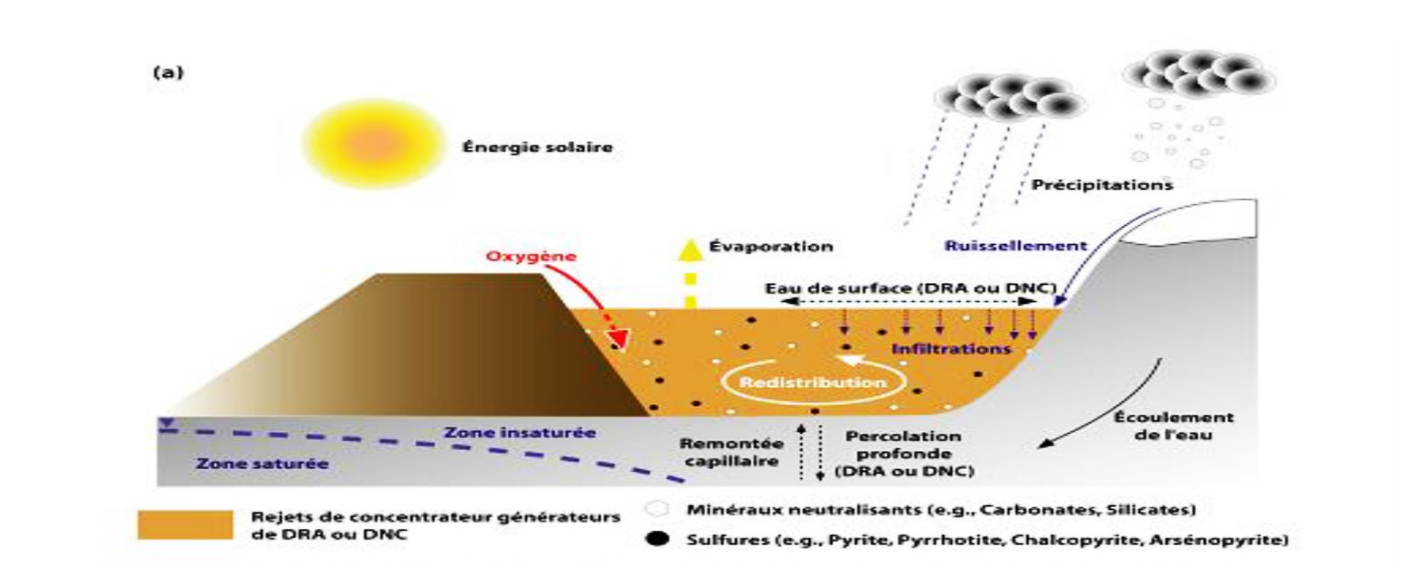 (a)
Énergie solaire
Précipitations
Oxygène
Évaporation
Ruissellement
Eau de surface (DRA ou DNC)
Infiltrations
Redistribution
Écoulement
de l'eau
Zone insaturée
Zone saturée
Remontée
capillaire
Percolation
profonde
(DRA ou DNC)
Rejets de concentrateur générateurs
de DRA ou DNC
Minéraux neutralisants (e.g., Carbonates, Silicates)
Sulfures (e.g., Pyrite, Pyrrhotite, Chalcopyrite, Arsénopyrite)